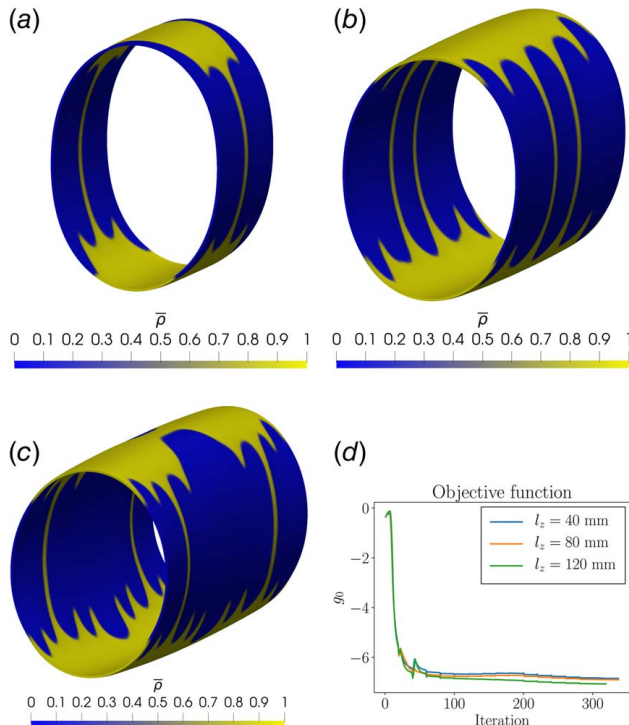 (a)
(b)
ρ̅
0 0.1 0.2 0.3 0.4 0.5 0.6 0.7 0.8 0.9 1
ρ̅
0 0.1 0.2 0.3 0.4 0.5 0.6 0.7 0.8 0.9 1
(c)
(d)
Objective function
l_z = 40 mm
l_z = 80 mm
l_z = 120 mm
0
−2
−4
−6
g₀
0 100 200 300
Iteration
ρ̅
0 0.1 0.2 0.3 0.4 0.5 0.6 0.7 0.8 0.9 1